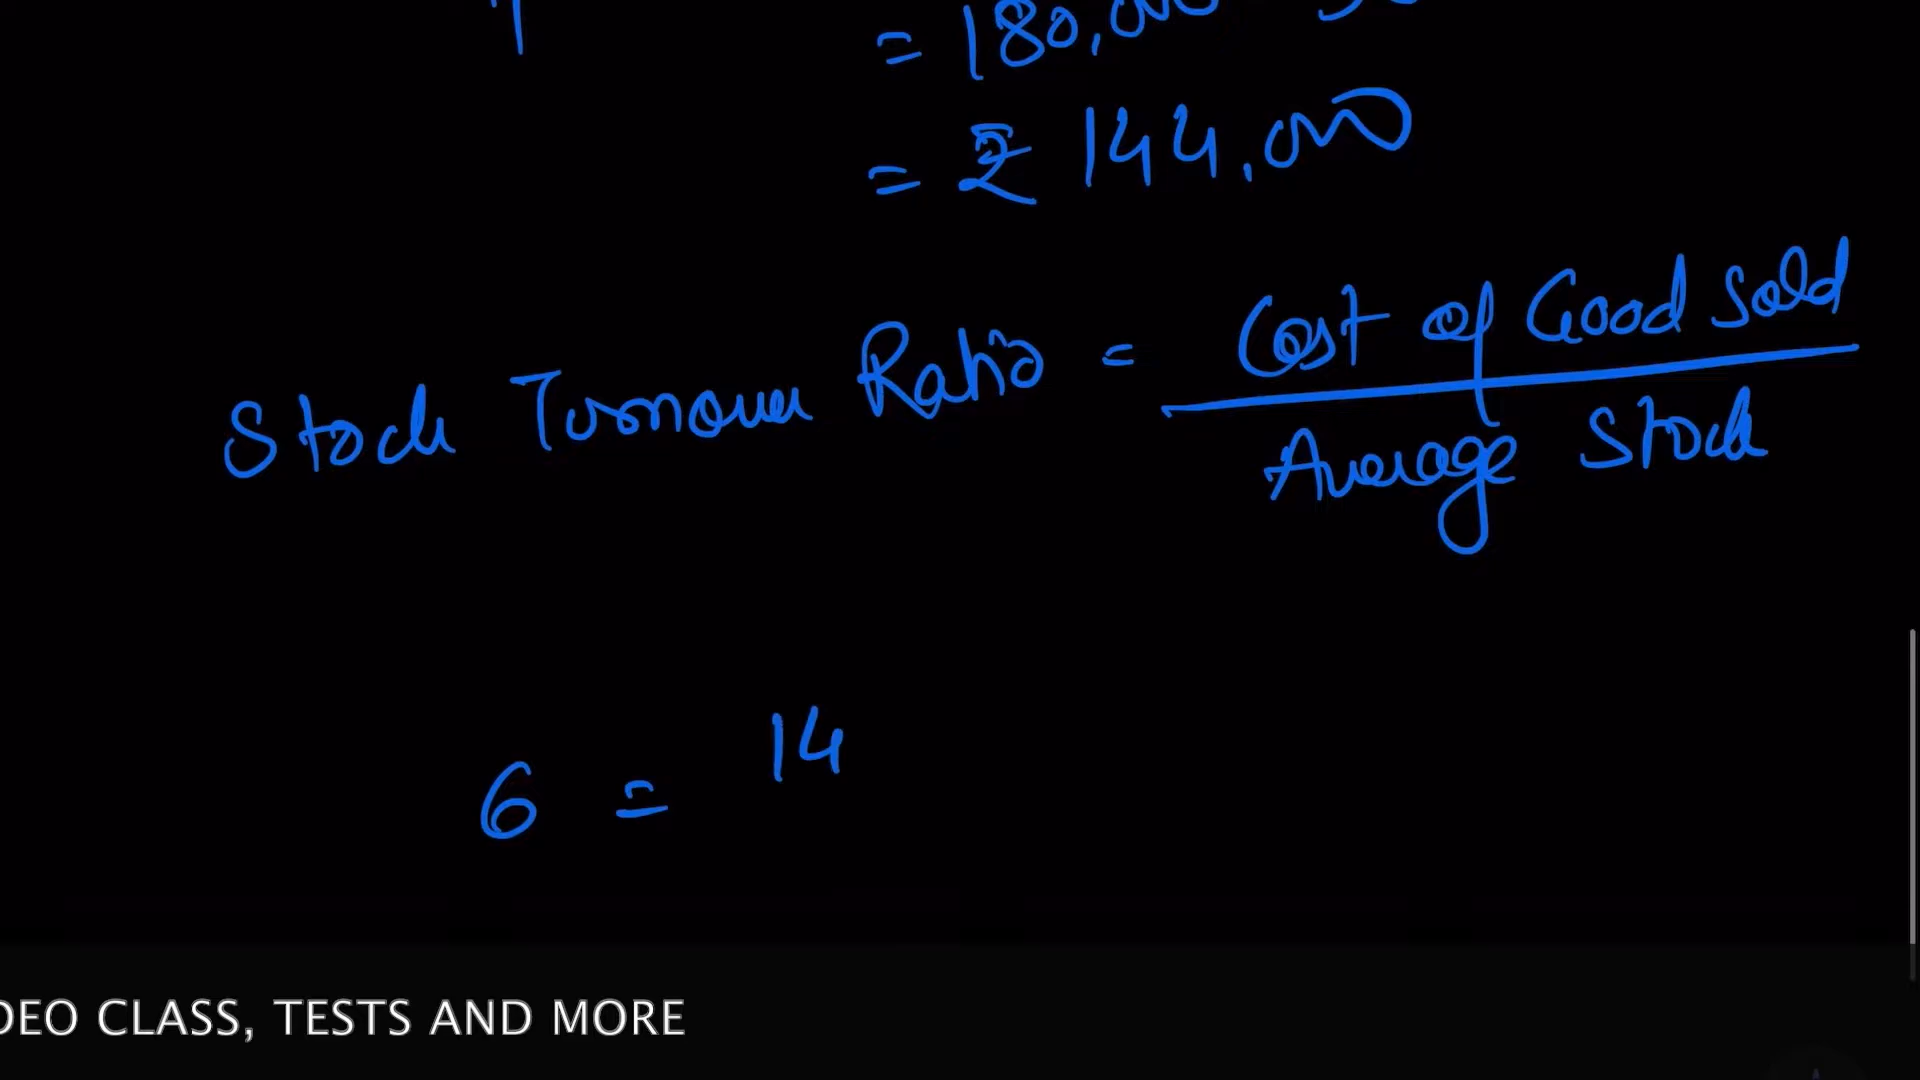 = 180,000
= ₹ 144,000
Stock Turnover Ratio = Cost of Good Sold
Average Stock
6 = 14
DEO CLASS, TESTS AND MORE